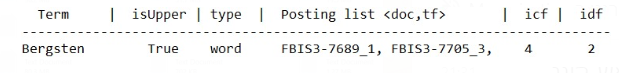 Term | isUpper | type | Posting list <doc,tf> | icf | idf
--------------------------------------------------------------------------------
Bergsten True word FBIS3-7689_1, FBIS3-7705_3, 4 2